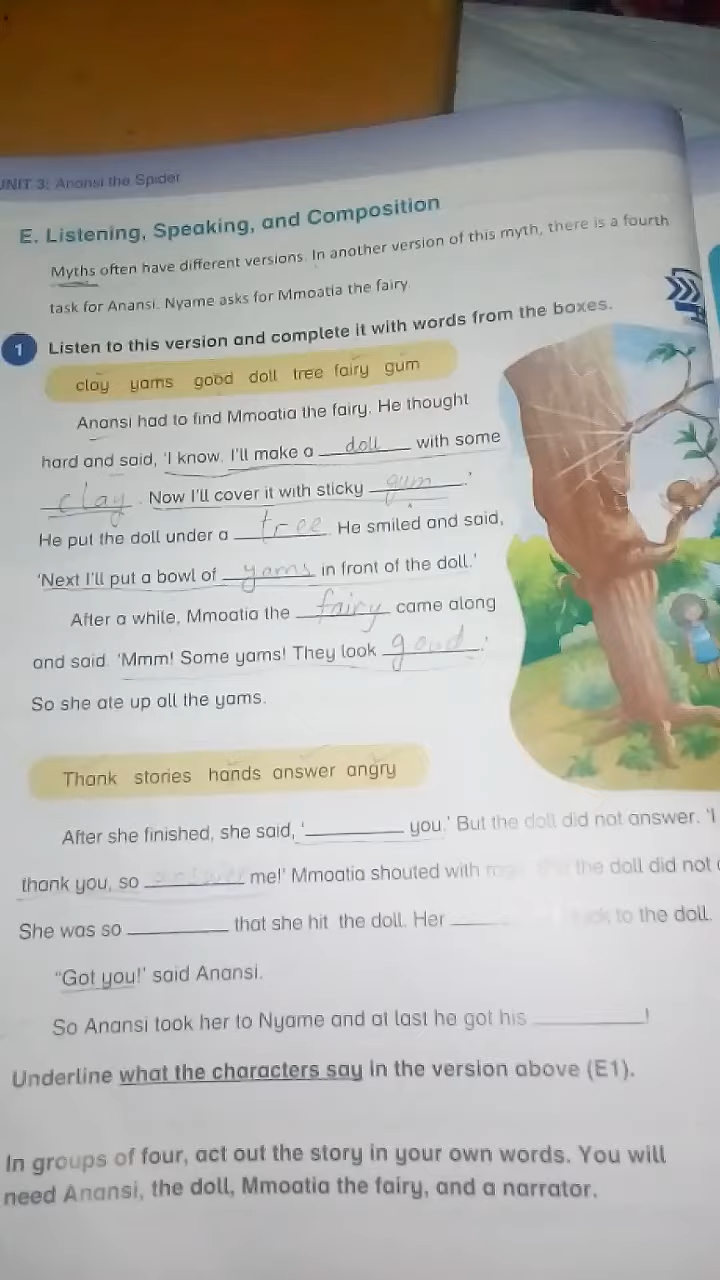 UNIT 3: Anansi the Spider
E. Listening, Speaking, and Composition
Myths often have different versions. In another version of this myth, there is a fourth
task for Anansi. Nyame asks for Mmoatia the fairy.
1 Listen to this version and complete it with words from the boxes.
clay yams good doll tree fairy gum
Anansi had to find Mmoatia the fairy. He thought
hard and said, 'I know. I'll make a doll with some
clay. Now I'll cover it with sticky gum.'
He put the doll under a tree. He smiled and said,
'Next I'll put a bowl of yams in front of the doll.'
After a while, Mmoatia the fairy came along
and said. 'Mmm! Some yams! They look good.'
So she ate up all the yams.
Thank stories hands answer angry
After she finished, she said, '__________ you.' But the doll did not answer. 'I
thank you, so answer me!' Mmoatia shouted with the doll did not
She was so __________ that she hit the doll. Her ______ to the doll.
"Got you!' said Anansi.
So Anansi took her to Nyame and at last he got his __________!
Underline what the characters say in the version above (E1).
In groups of four, act out the story in your own words. You will
need Anansi, the doll, Mmoatia the fairy, and a narrator.